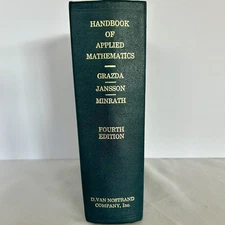 HANDBOOK
OF
APPLIED
MATHEMATICS
GRAZDA
JANSSON
MINRATH
FOURTH
EDITION
D. VAN NOSTRAND
COMPANY, Inc.